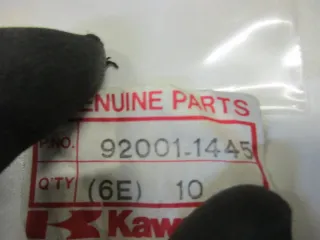 ENUINE PARTS
P.NO. 92001-1445
Q'TY (6E) 10
Kaw